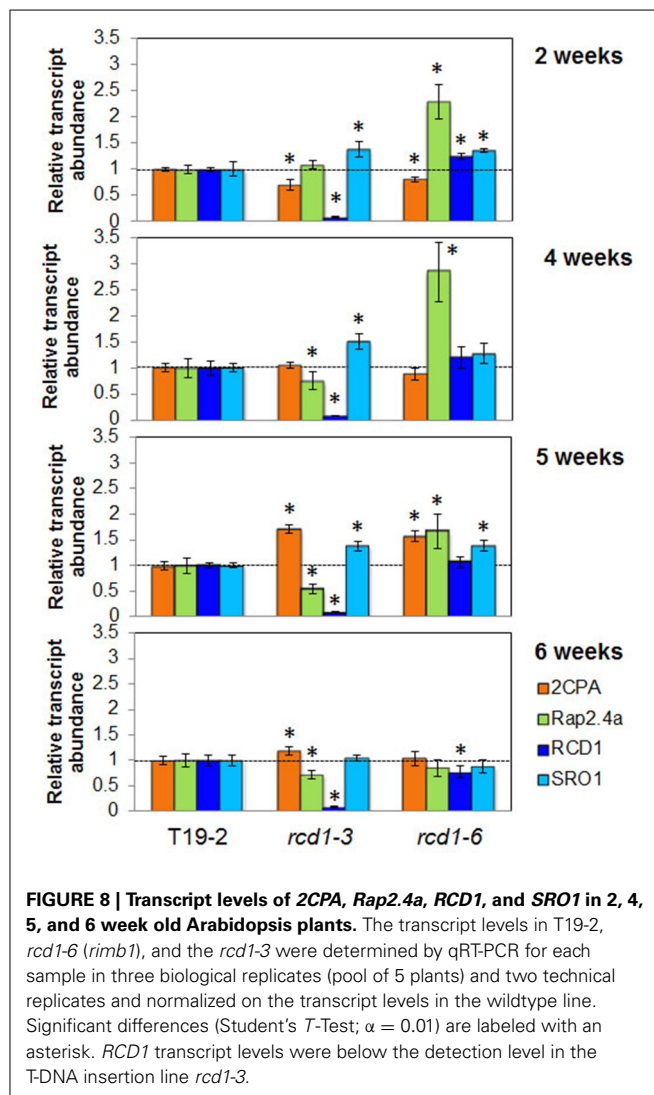 3.5
3
2.5
2
1.5
1
0.5
0
Relative transcript
abundance
2 weeks
* * * * * * *
3.5
3
2.5
2
1.5
1
0.5
0
Relative transcript
abundance
4 weeks
* * * *
3.5
3
2.5
2
1.5
1
0.5
0
Relative transcript
abundance
5 weeks
* * * * * * *
3.5
3
2.5
2
1.5
1
0.5
0
Relative transcript
abundance
6 weeks
* * * *
2CPA
Rap2.4a
RCD1
SRO1
T19-2 rcd1-3 rcd1-6
FIGURE 8 | Transcript levels of 2CPA, Rap2.4a, RCD1, and SRO1 in 2, 4,
5, and 6 week old Arabidopsis plants. The transcript levels in T19-2,
rcd1-6 (rimb1), and the rcd1-3 were determined by qRT-PCR for each
sample in three biological replicates (pool of 5 plants) and two technical
replicates and normalized on the transcript levels in the wildtype line.
Significant differences (Student's T-Test; α = 0.01) are labeled with an
asterisk. RCD1 transcript levels were below the detection level in the
T-DNA insertion line rcd1-3.